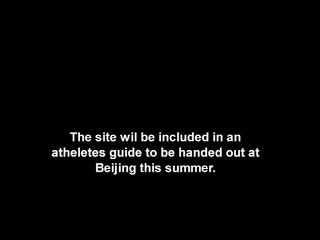 The site wil be included in an
atheletes guide to be handed out at
Beijing this summer.